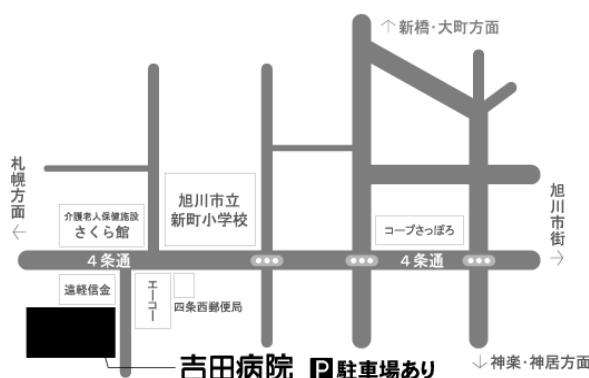 ↑新橋・大町方面
札幌方面
←
旭川市立
新町小学校
介護老人保健施設
さくら館
コープさっぽろ
旭川市街
→
4条通
4条通
遠軽信金
エーコー
四条西郵便局
吉田病院
P 駐車場あり
↓神楽・神居方面